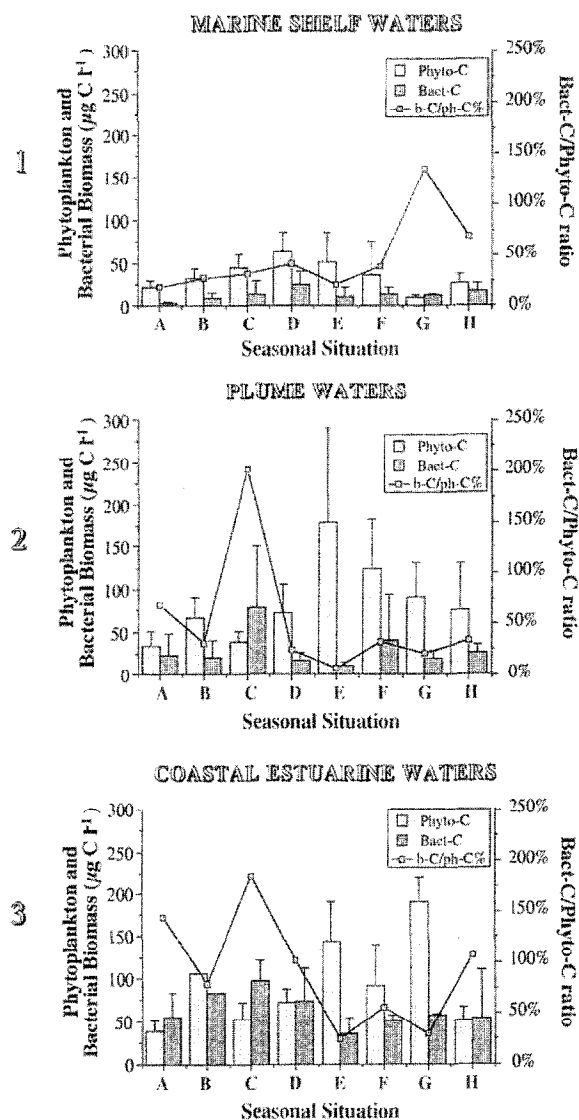 MARINE SHELF WATERS
1
Phytoplankton and
Bacterial Biomass (µg C l⁻¹)
300
250
200
150
100
50
0
Phyto-C
Bact-C
b-C/ph-C%
250%
200%
150%
100%
50%
0%
Bact-C/Phyto-C ratio
A B C D E F G H
Seasonal Situation
PLUME WATERS
2
Phytoplankton and
Bacterial Biomass (µg C l⁻¹)
300
250
200
150
100
50
0
Phyto-C
Bact-C
b-C/ph-C%
250%
200%
150%
100%
50%
0%
Bact-C/Phyto-C ratio
A B C D E F G H
Seasonal Situation
COASTAL ESTUARINE WATERS
3
Phytoplankton and
Bacterial Biomass (µg C l⁻¹)
300
250
200
150
100
50
0
Phyto-C
Bact-C
b-C/ph-C%
250%
200%
150%
100%
50%
0%
Bact-C/Phyto-C ratio
A B C D E F G H
Seasonal Situation